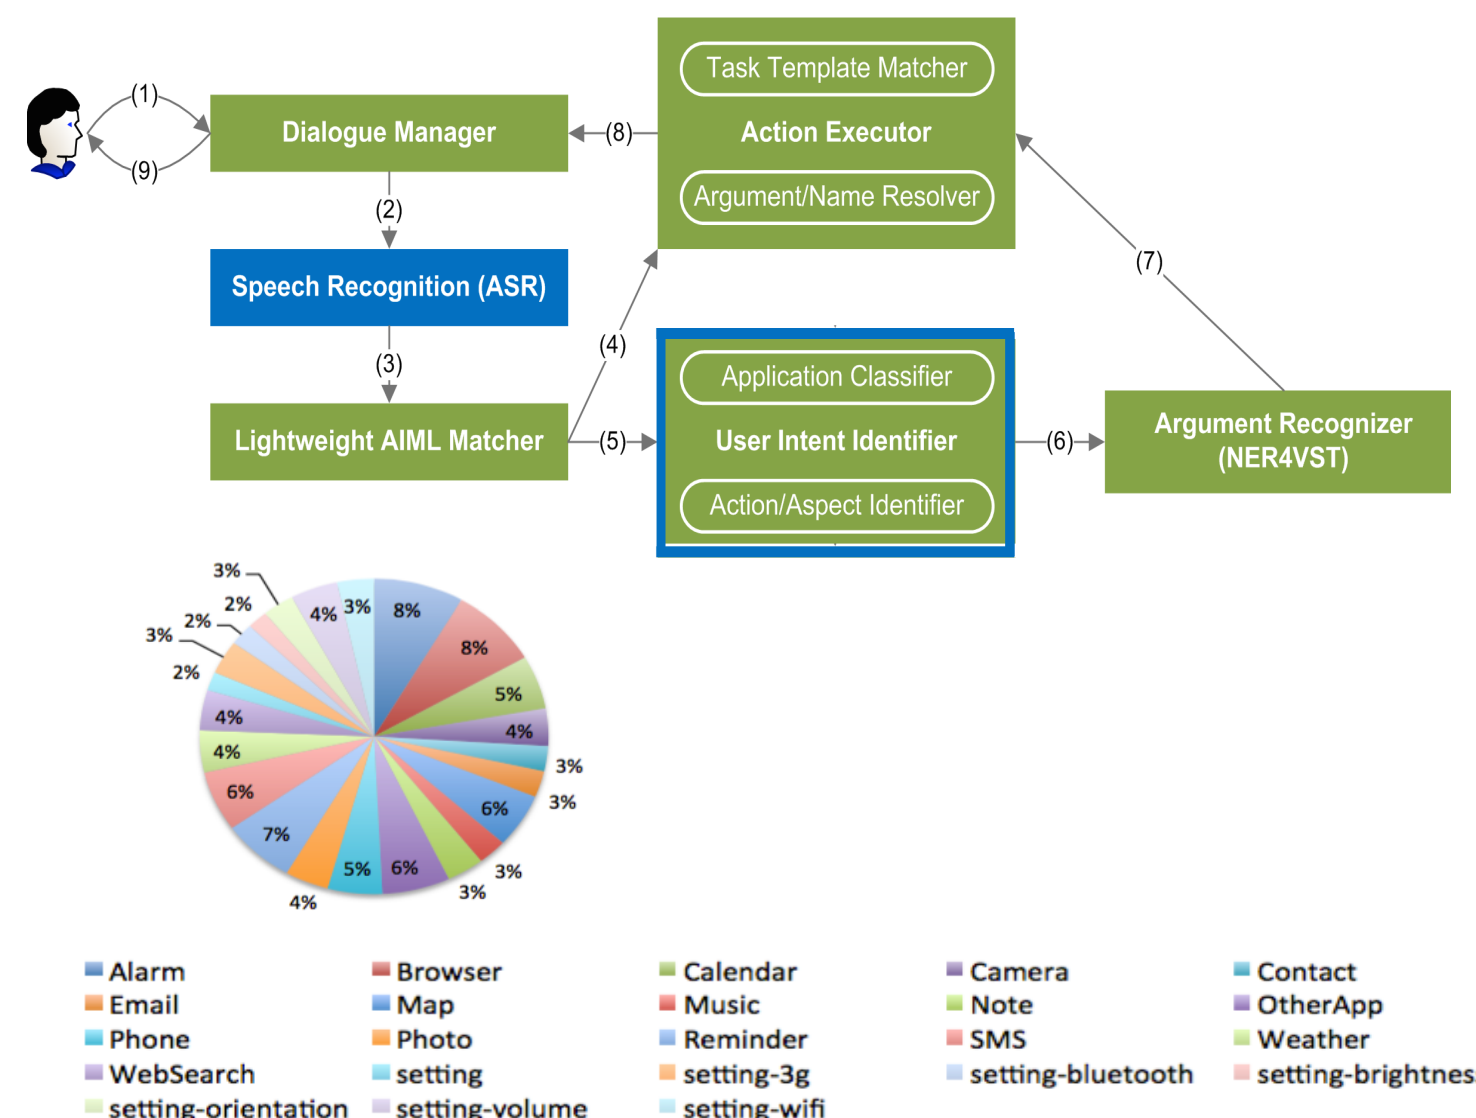 Task Template Matcher
(1)
Dialogue Manager
(8)
Action Executor
(9)
Argument/Name Resolver
(2)
(7)
Speech Recognition (ASR)
(4)
(3)
Application Classifier
Lightweight AIML Matcher
(5)
User Intent Identifier
(6)
Argument Recognizer
(NER4VST)
Action/Aspect Identifier
3%
2%
4%
3%
8%
2%
3%
8%
2%
5%
4%
4%
4%
3%
6%
3%
6%
7%
5%
6%
3%
3%
4%
Alarm Browser Calendar Camera Contact
Email Map Music Note OtherApp
Phone Photo Reminder SMS Weather
WebSearch setting setting-3g setting-bluetooth setting-brightnes
setting-orientation setting-volume setting-wifi